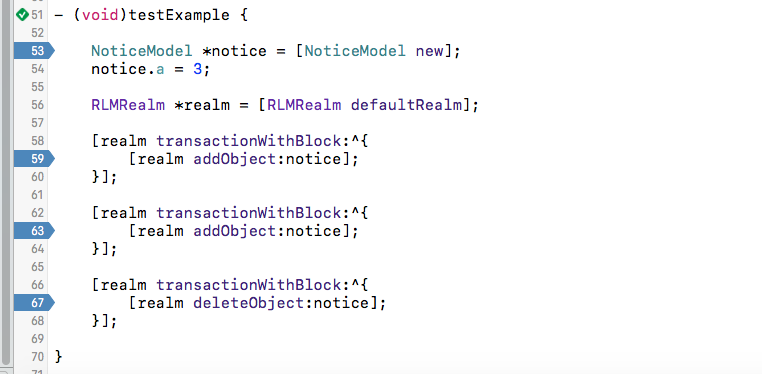 51 - (void)testExample {
52
53     NoticeModel *notice = [NoticeModel new];
54     notice.a = 3;
55
56     RLMRealm *realm = [RLMRealm defaultRealm];
57
58     [realm transactionWithBlock:^{
59         [realm addObject:notice];
60     }];
61
62     [realm transactionWithBlock:^{
63         [realm addObject:notice];
64     }];
65
66     [realm transactionWithBlock:^{
67         [realm deleteObject:notice];
68     }];
69
70 }
71